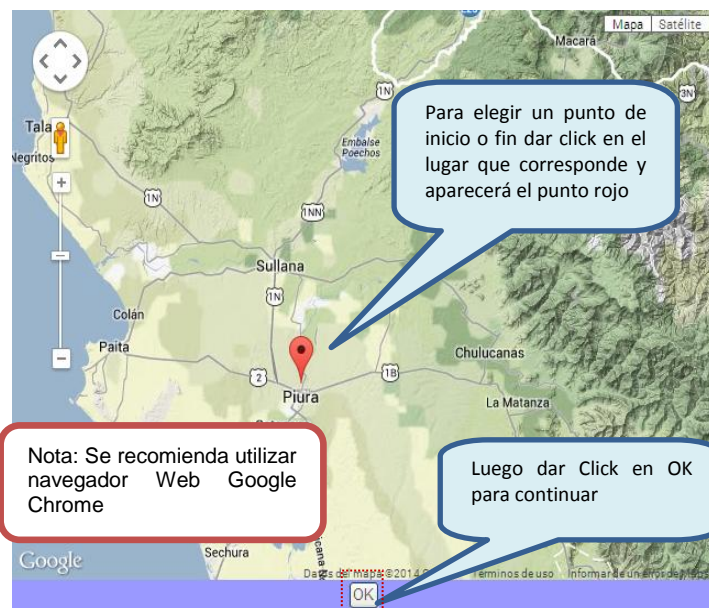 Mapa Satélite
Macará
1N
3N
Para elegir un punto de
inicio o fin dar click en el
lugar que corresponde y
aparecerá el punto rojo
Tala
Negritos
Embalse
Poechos
1N
1NN
Sullana
1N
Colán
Paita
Chulucanas
2
1B
Piura
La Matanza
Nota: Se recomienda utilizar
navegador Web Google
Chrome
Luego dar Click en OK
para continuar
Google
Sechura
Datos del mapa ©2014
Términos de uso
Informar de un error de Maps
OK